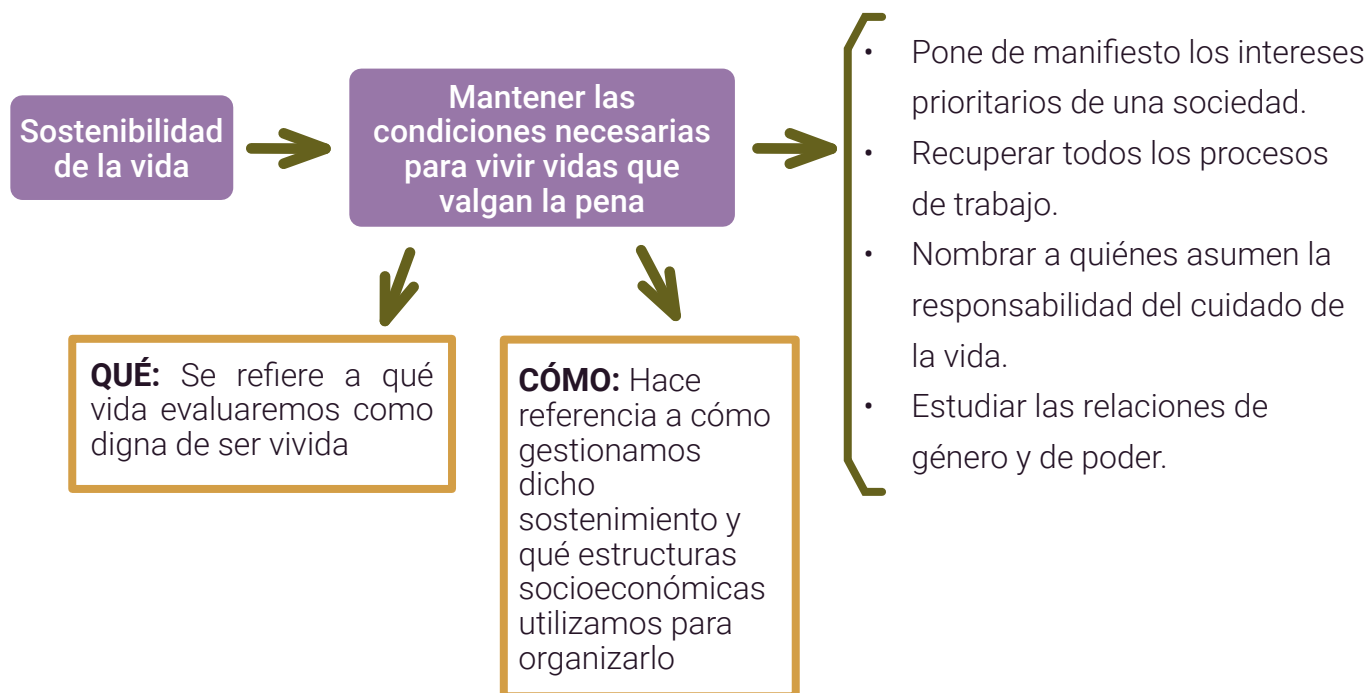 Sostenibilidad
de la vida
Mantener las
condiciones necesarias
para vivir vidas que
valgan la pena
• Pone de manifiesto los intereses
prioritarios de una sociedad.
• Recuperar todos los procesos
de trabajo.
• Nombrar a quiénes asumen la
responsabilidad del cuidado de
la vida.
• Estudiar las relaciones de
género y de poder.
QUÉ: Se refiere a qué
vida evaluaremos como
digna de ser vivida
CÓMO: Hace
referencia a cómo
gestionamos
dicho
sostenimiento y
qué estructuras
socioeconómicas
utilizamos para
organizarlo